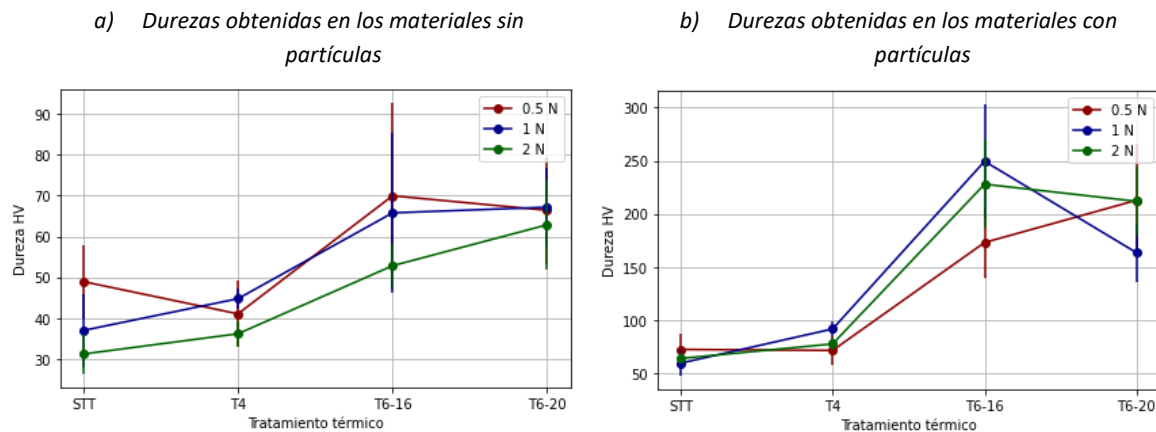 a) Durezas obtenidas en los materiales sin
partículas
90
80
70
60
50
40
30
Dureza HV
0.5 N
1 N
2 N
STT
T4
T6-16
T6-20
Tratamiento térmico
b) Durezas obtenidas en los materiales con
partículas
300
250
200
150
100
50
Dureza HV
0.5 N
1 N
2 N
STT
T4
T6-16
T6-20
Tratamiento térmico